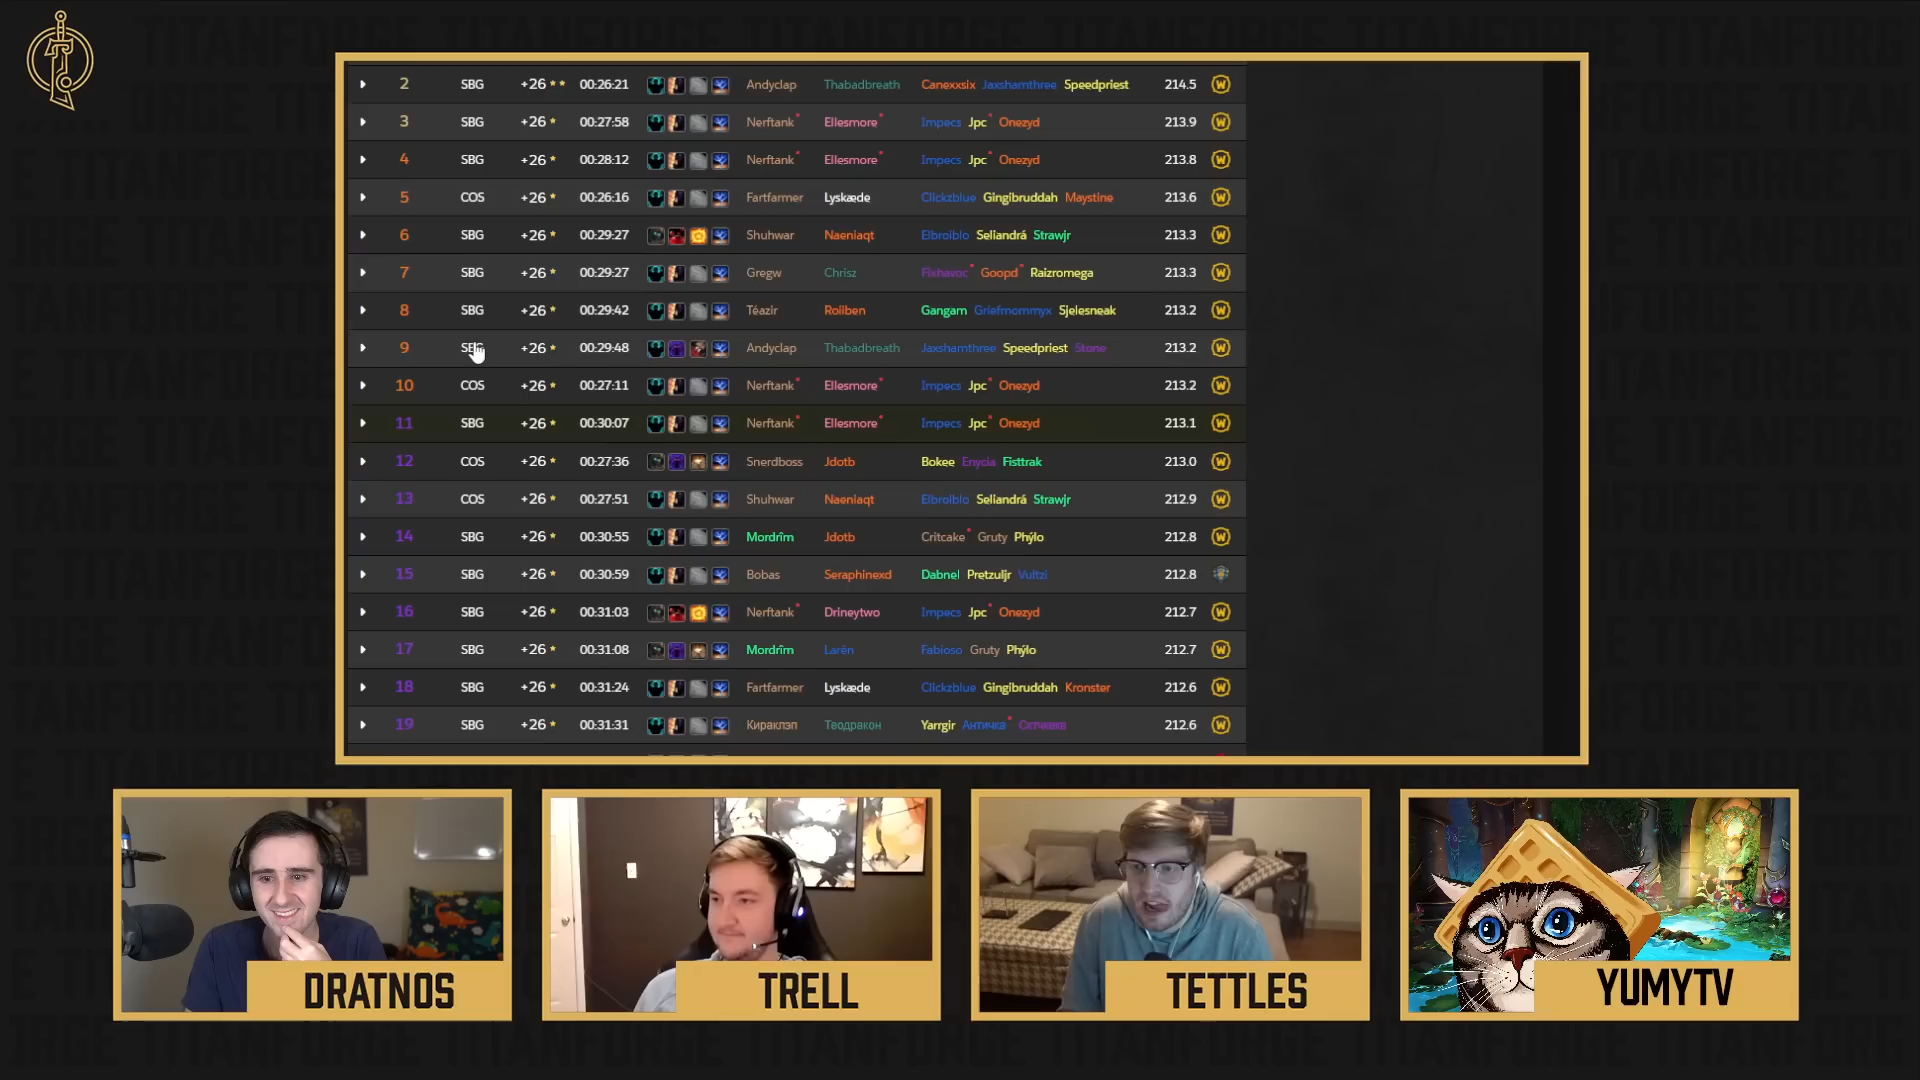 2 SBG +26 ** 00:26:21 Andyclap Thabadbreath Canexxsix Jaxshamthree Speedpriest 214.5
3 SBG +26 * 00:27:58 Nerftank* Ellesmore* Impecs Jpc* Onezyd 213.9
4 SBG +26 * 00:28:12 Nerftank* Ellesmore* Impecs Jpc* Onezyd 213.8
5 COS +26 * 00:26:16 Fartfarmer Lyskæde Clickzblue Gingibruddah Maystine 213.6
6 SBG +26 * 00:29:27 Shuhwar Naeniaqt Elbroiblo Seliandrá Strawjr 213.3
7 SBG +26 * 00:29:27 Gregw Chrisz Fixhavoc* Goopd* Raizromega 213.3
8 SBG +26 * 00:29:42 Téazir Roiiben Gangam Griefmommyx Sjelesneak 213.2
9 SBG +26 * 00:29:48 Andyclap Thabadbreath Jaxshamthree Speedpriest Stone 213.2
10 COS +26 * 00:27:11 Nerftank* Ellesmore* Impecs Jpc* Onezyd 213.2
11 SBG +26 * 00:30:07 Nerftank* Ellesmore* Impecs Jpc* Onezyd 213.1
12 COS +26 * 00:27:36 Snerdboss Jdotb Bokee Enycia Fisttrak 213.0
13 COS +26 * 00:27:51 Shuhwar Naeniaqt Elbroiblo Seliandrá Strawjr 212.9
14 SBG +26 * 00:30:55 Mordrîm Jdotb Critcake* Gruty Phýlo 212.8
15 SBG +26 * 00:30:59 Bobas Seraphinexd Dabnel Pretzuljr Vultzi 212.8
16 SBG +26 * 00:31:03 Nerftank* Drineytwo Impecs Jpc* Onezyd 212.7
17 SBG +26 * 00:31:08 Mordrîm Larên Fabioso Gruty Phýlo 212.7
18 SBG +26 * 00:31:24 Fartfarmer Lyskæde Clickzblue Gingibruddah Kronster 212.6
19 SBG +26 * 00:31:31 Кираклэп Теодракон Yarrgir Античка* 212.6
DRATNOS
TRELL
TETTLES
YUMYTV